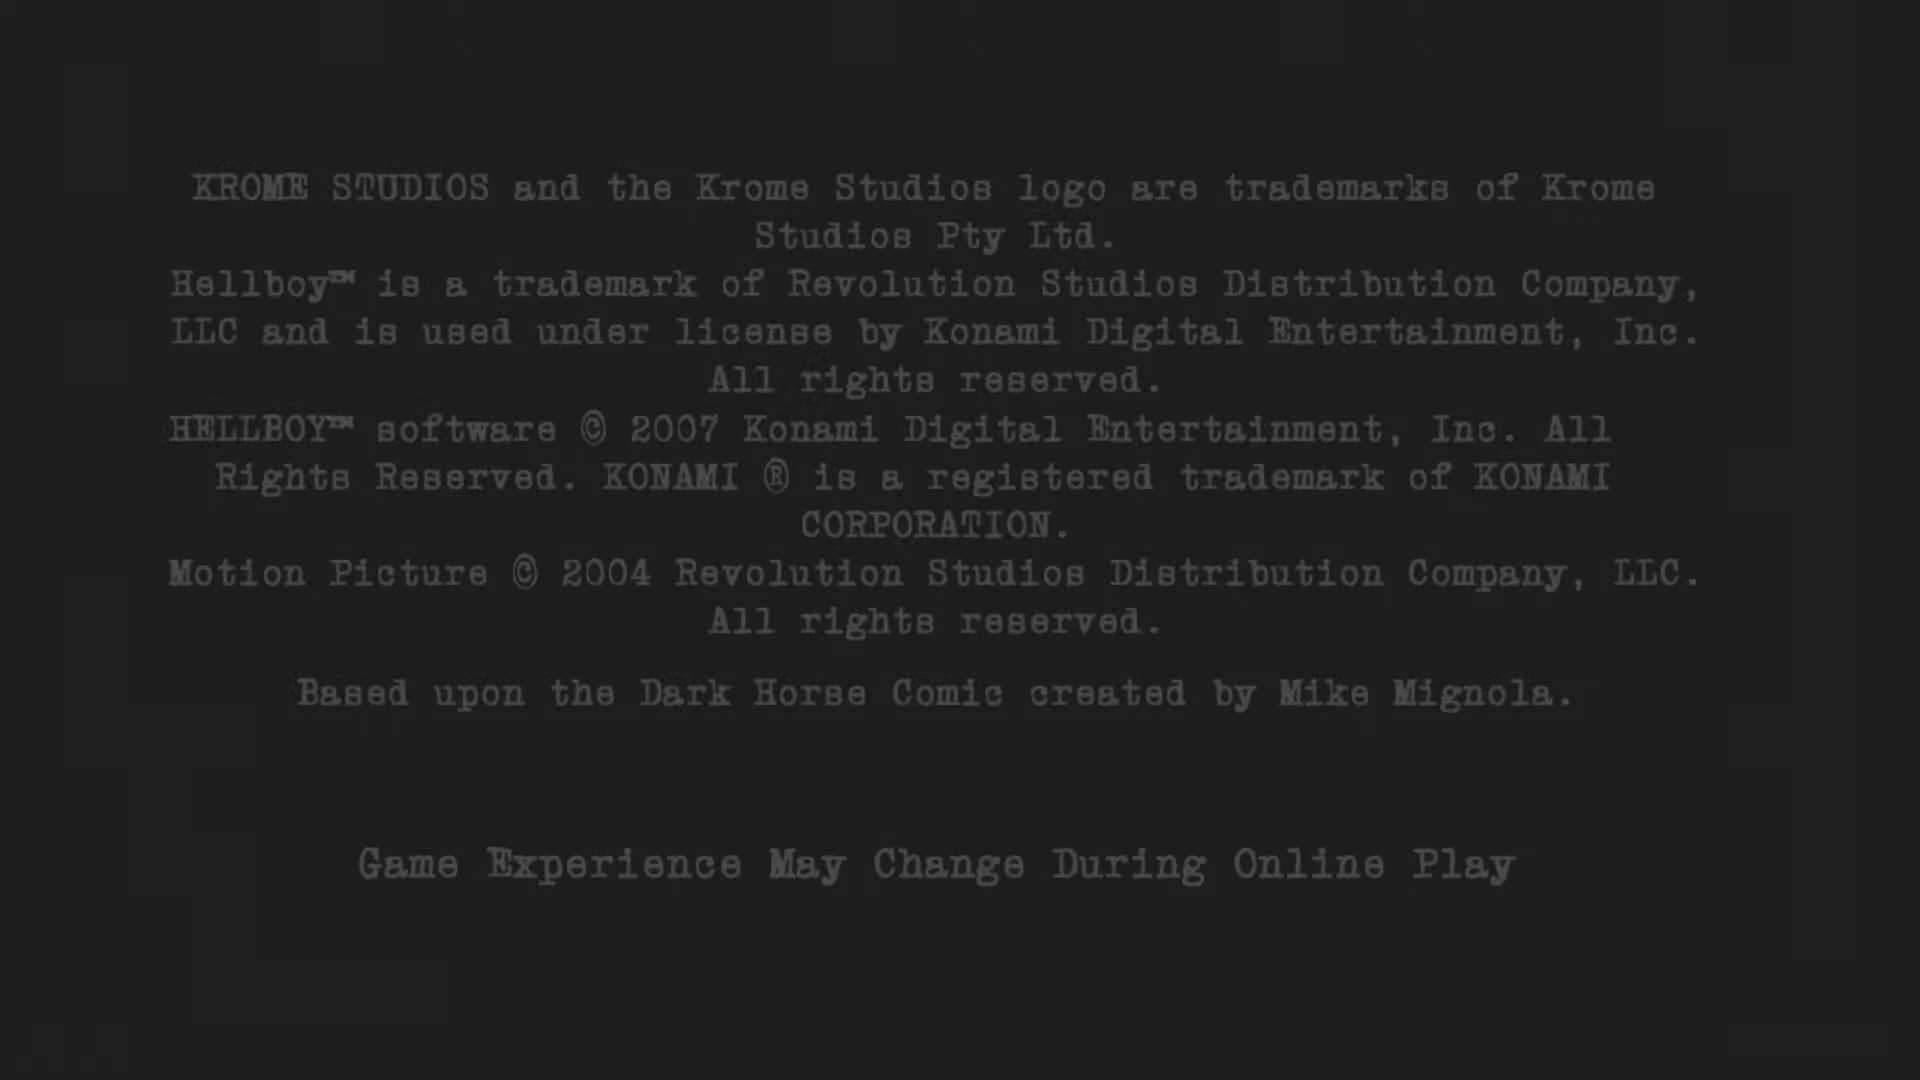 KROME STUDIOS and the Krome Studios logo are trademarks of Krome
Studios Pty Ltd.
Hellboy™ is a trademark of Revolution Studios Distribution Company,
LLC and is used under license by Konami Digital Entertainment, Inc.
All rights reserved.
HELLBOY™ software © 2007 Konami Digital Entertainment, Inc. All
Rights Reserved. KONAMI ® is a registered trademark of KONAMI
CORPORATION.
Motion Picture © 2004 Revolution Studios Distribution Company, LLC.
All rights reserved.
Based upon the Dark Horse Comic created by Mike Mignola.
Game Experience May Change During Online Play